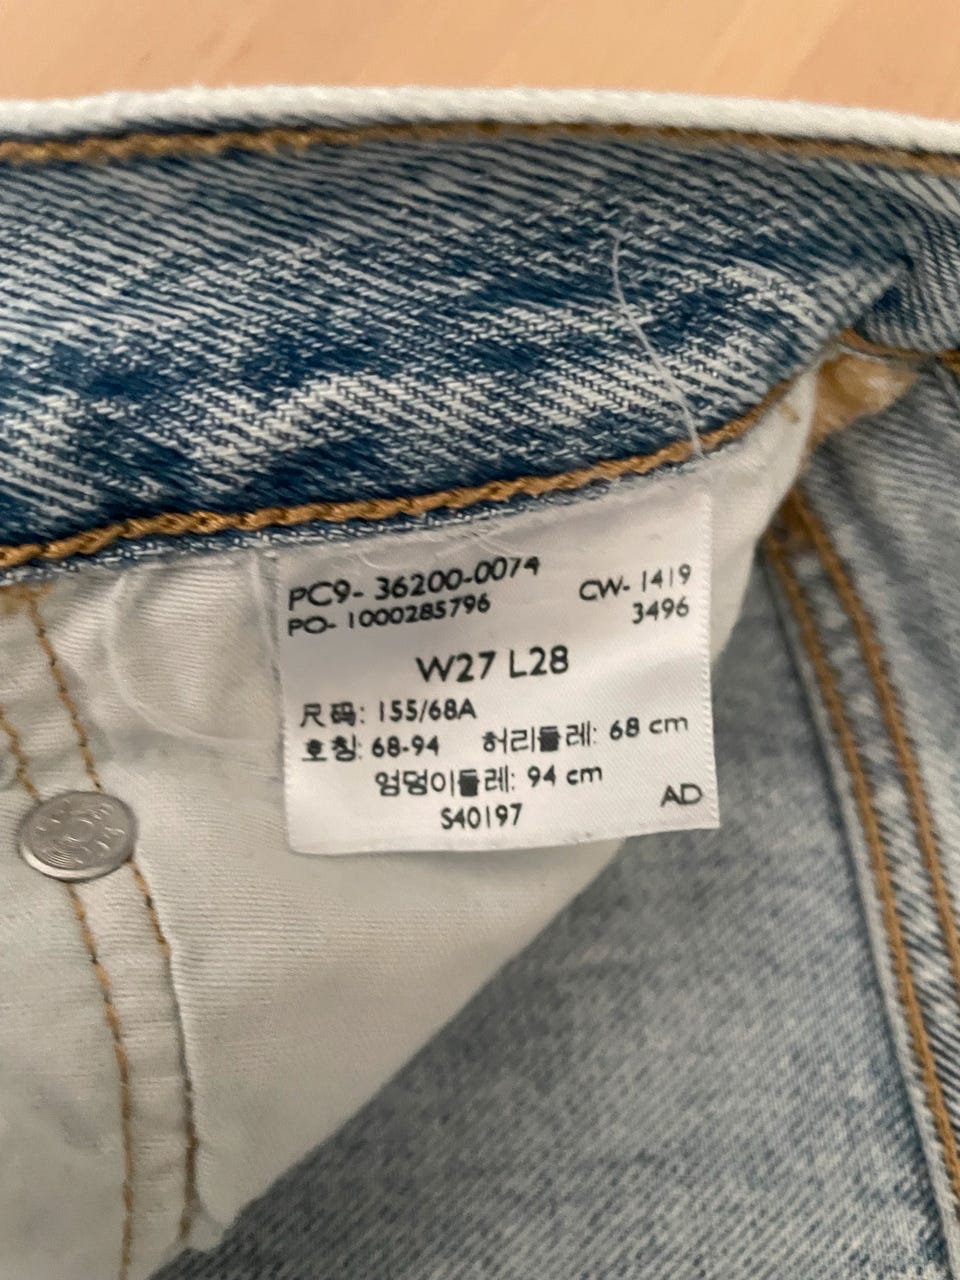 PC9- 36200-0074 CW- 1419
PO- 1000285796 3496
W27 L28
尺码: 155/68A
호칭: 68-94 허리둘레: 68 cm
엉덩이둘레: 94 cm
S40197 AD